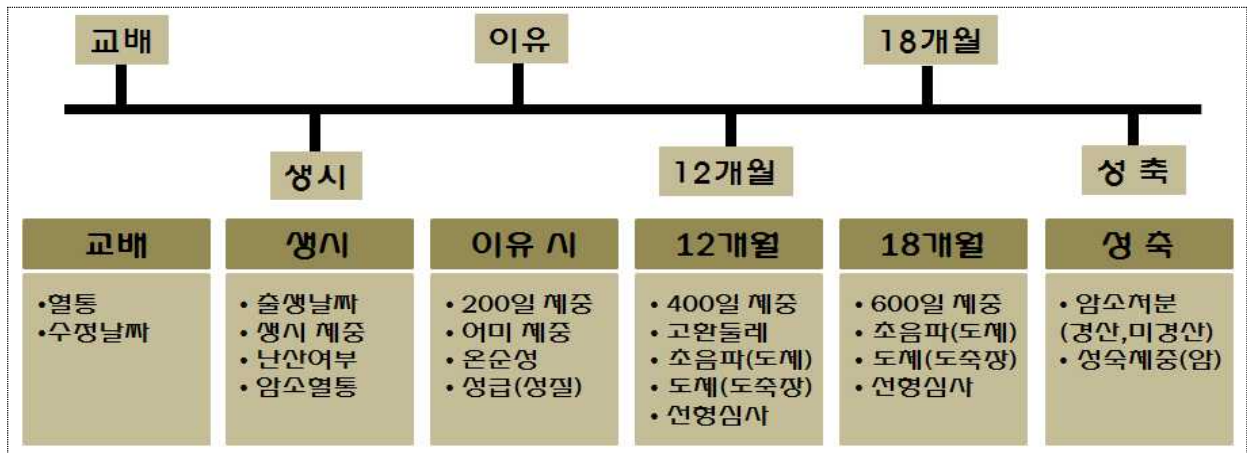 교배
이유
18개월
생시
12개월
성 축
교배
•혈통
•수정날짜
생시
• 출생날짜
• 생시 체중
• 난산여부
• 암소혈통
이유 시
• 200일 체중
• 어미 체중
• 온순성
• 성급(성질)
12개월
• 400일 체중
• 고환둘레
• 초음파(도체)
• 도체(도축장)
• 선형심사
18개월
• 600일 체중
• 초음파(도체)
• 도체(도축장)
• 선형심사
성 축
• 암소처분
(경산,미경산)
• 성숙체중(암)